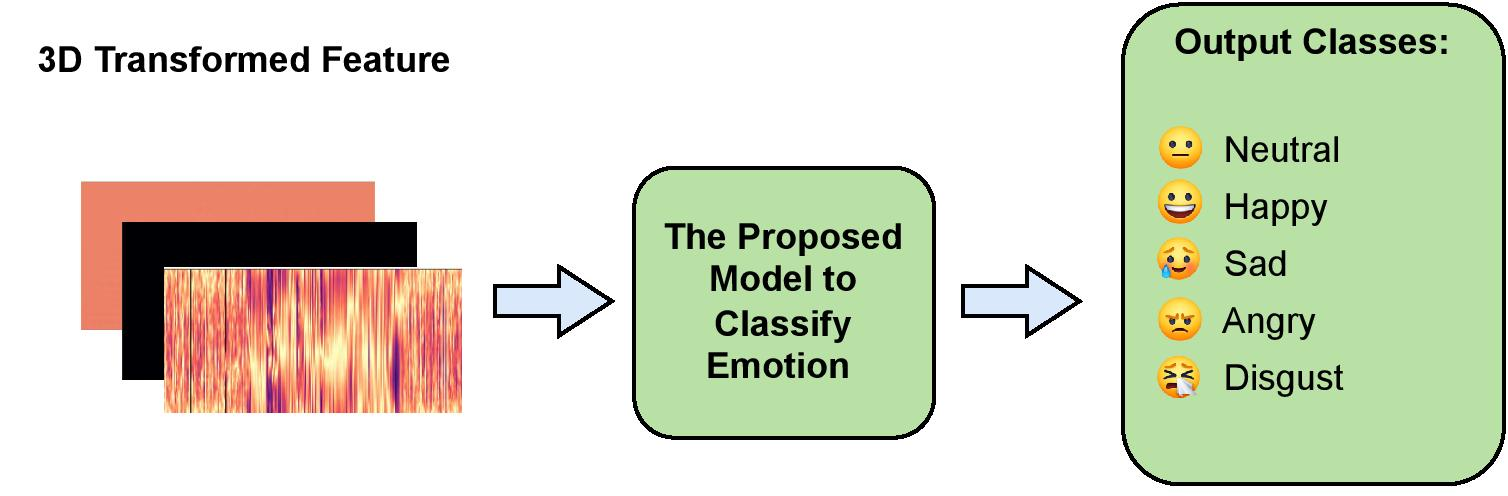 3D Transformed Feature
The Proposed
Model to
Classify
Emotion
Output Classes:
Neutral
Happy
Sad
Angry
Disgust